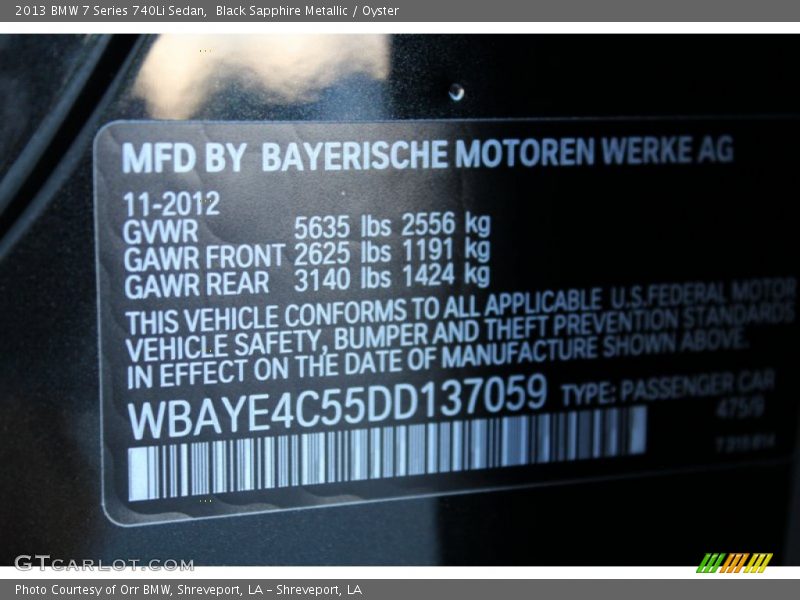 2013 BMW 7 Series 740Li Sedan,  Black Sapphire Metallic / Oyster
MFD BY BAYERISCHE MOTOREN WERKE AG
11-2012
GVWR 5635 lbs 2556 kg
GAWR FRONT 2625 lbs 1191 kg
GAWR REAR 3140 lbs 1424 kg
THIS VEHICLE CONFORMS TO ALL APPLICABLE U.S.FEDERAL MOTOR
VEHICLE SAFETY, BUMPER AND THEFT PREVENTION STANDARDS
IN EFFECT ON THE DATE OF MANUFACTURE SHOWN ABOVE.
WBAYE4C55DD137059 TYPE: PASSENGER CAR
475/9
GTCARLOT.COM
Photo Courtesy of Orr BMW, Shreveport, LA – Shreveport, LA